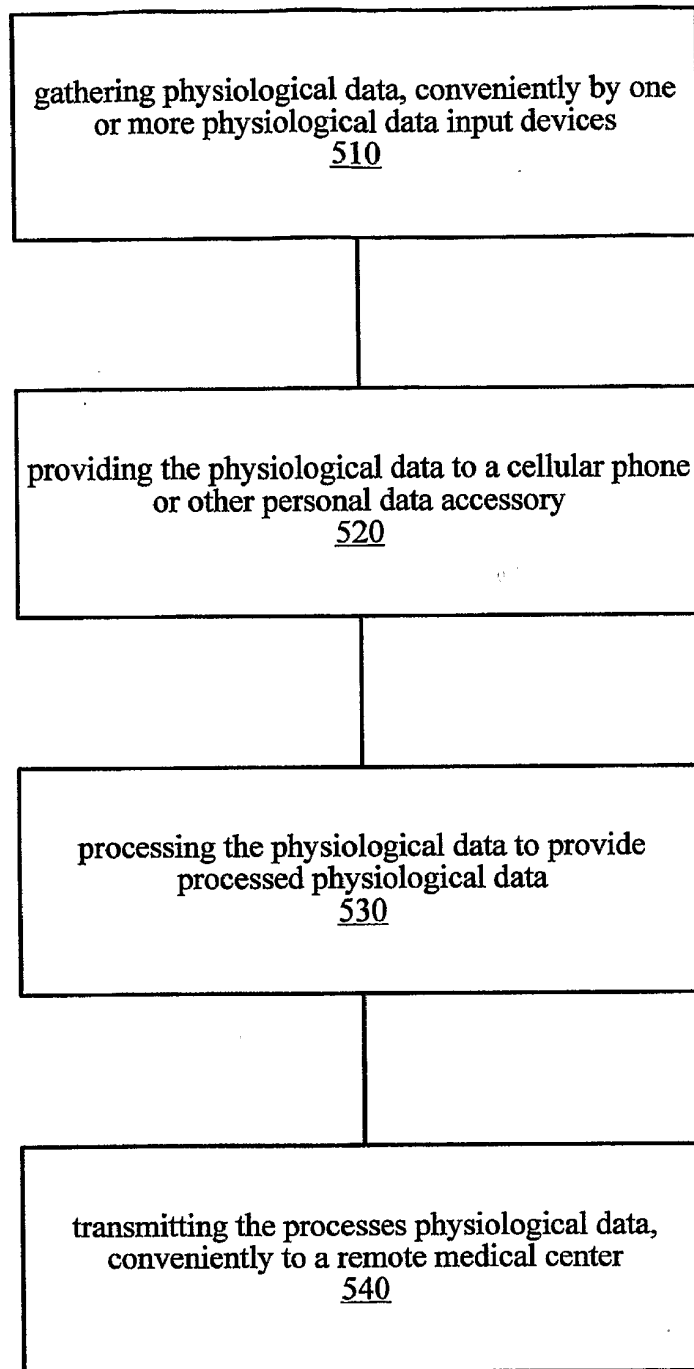 gathering physiological data, conveniently by one
or more physiological data input devices
510
providing the physiological data to a cellular phone
or other personal data accessory
520
processing the physiological data to provide
processed physiological data
530
transmitting the processes physiological data,
conveniently to a remote medical center
540